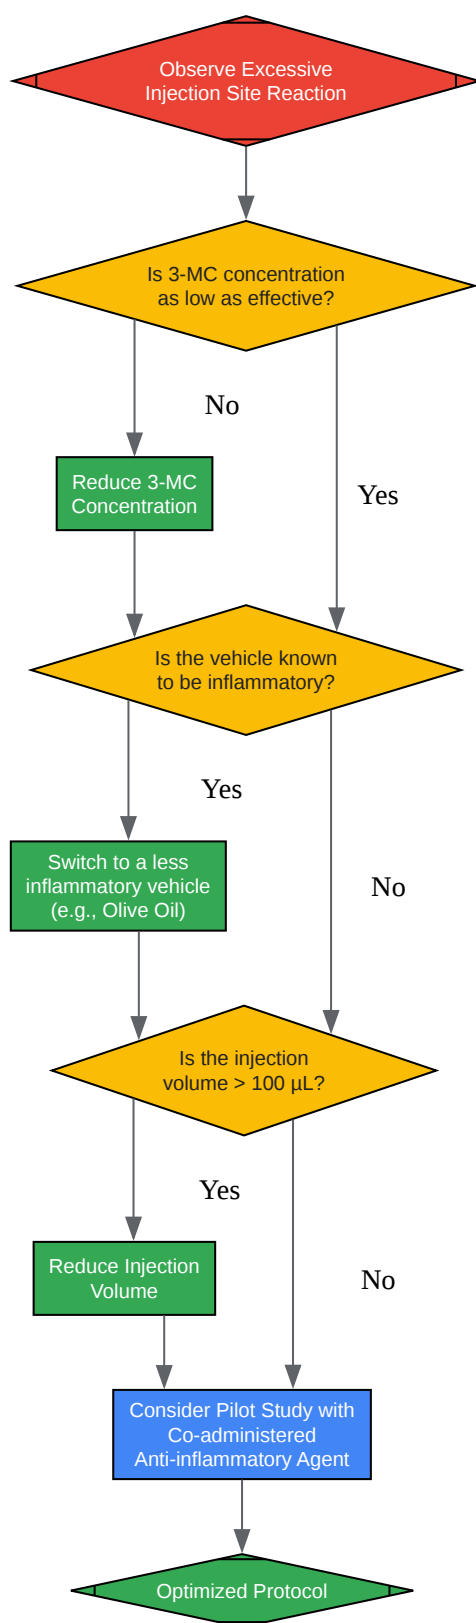 Observe Excessive
Injection Site Reaction
Is 3-MC concentration
as low as effective?
No
Reduce 3-MC
Concentration
Yes
Is the vehicle known
to be inflammatory?
Yes
Switch to a less
inflammatory vehicle
(e.g., Olive Oil)
No
Is the injection
volume > 100 µL?
Yes
Reduce Injection
Volume
No
Consider Pilot Study with
Co-administered
Anti-inflammatory Agent
Optimized Protocol